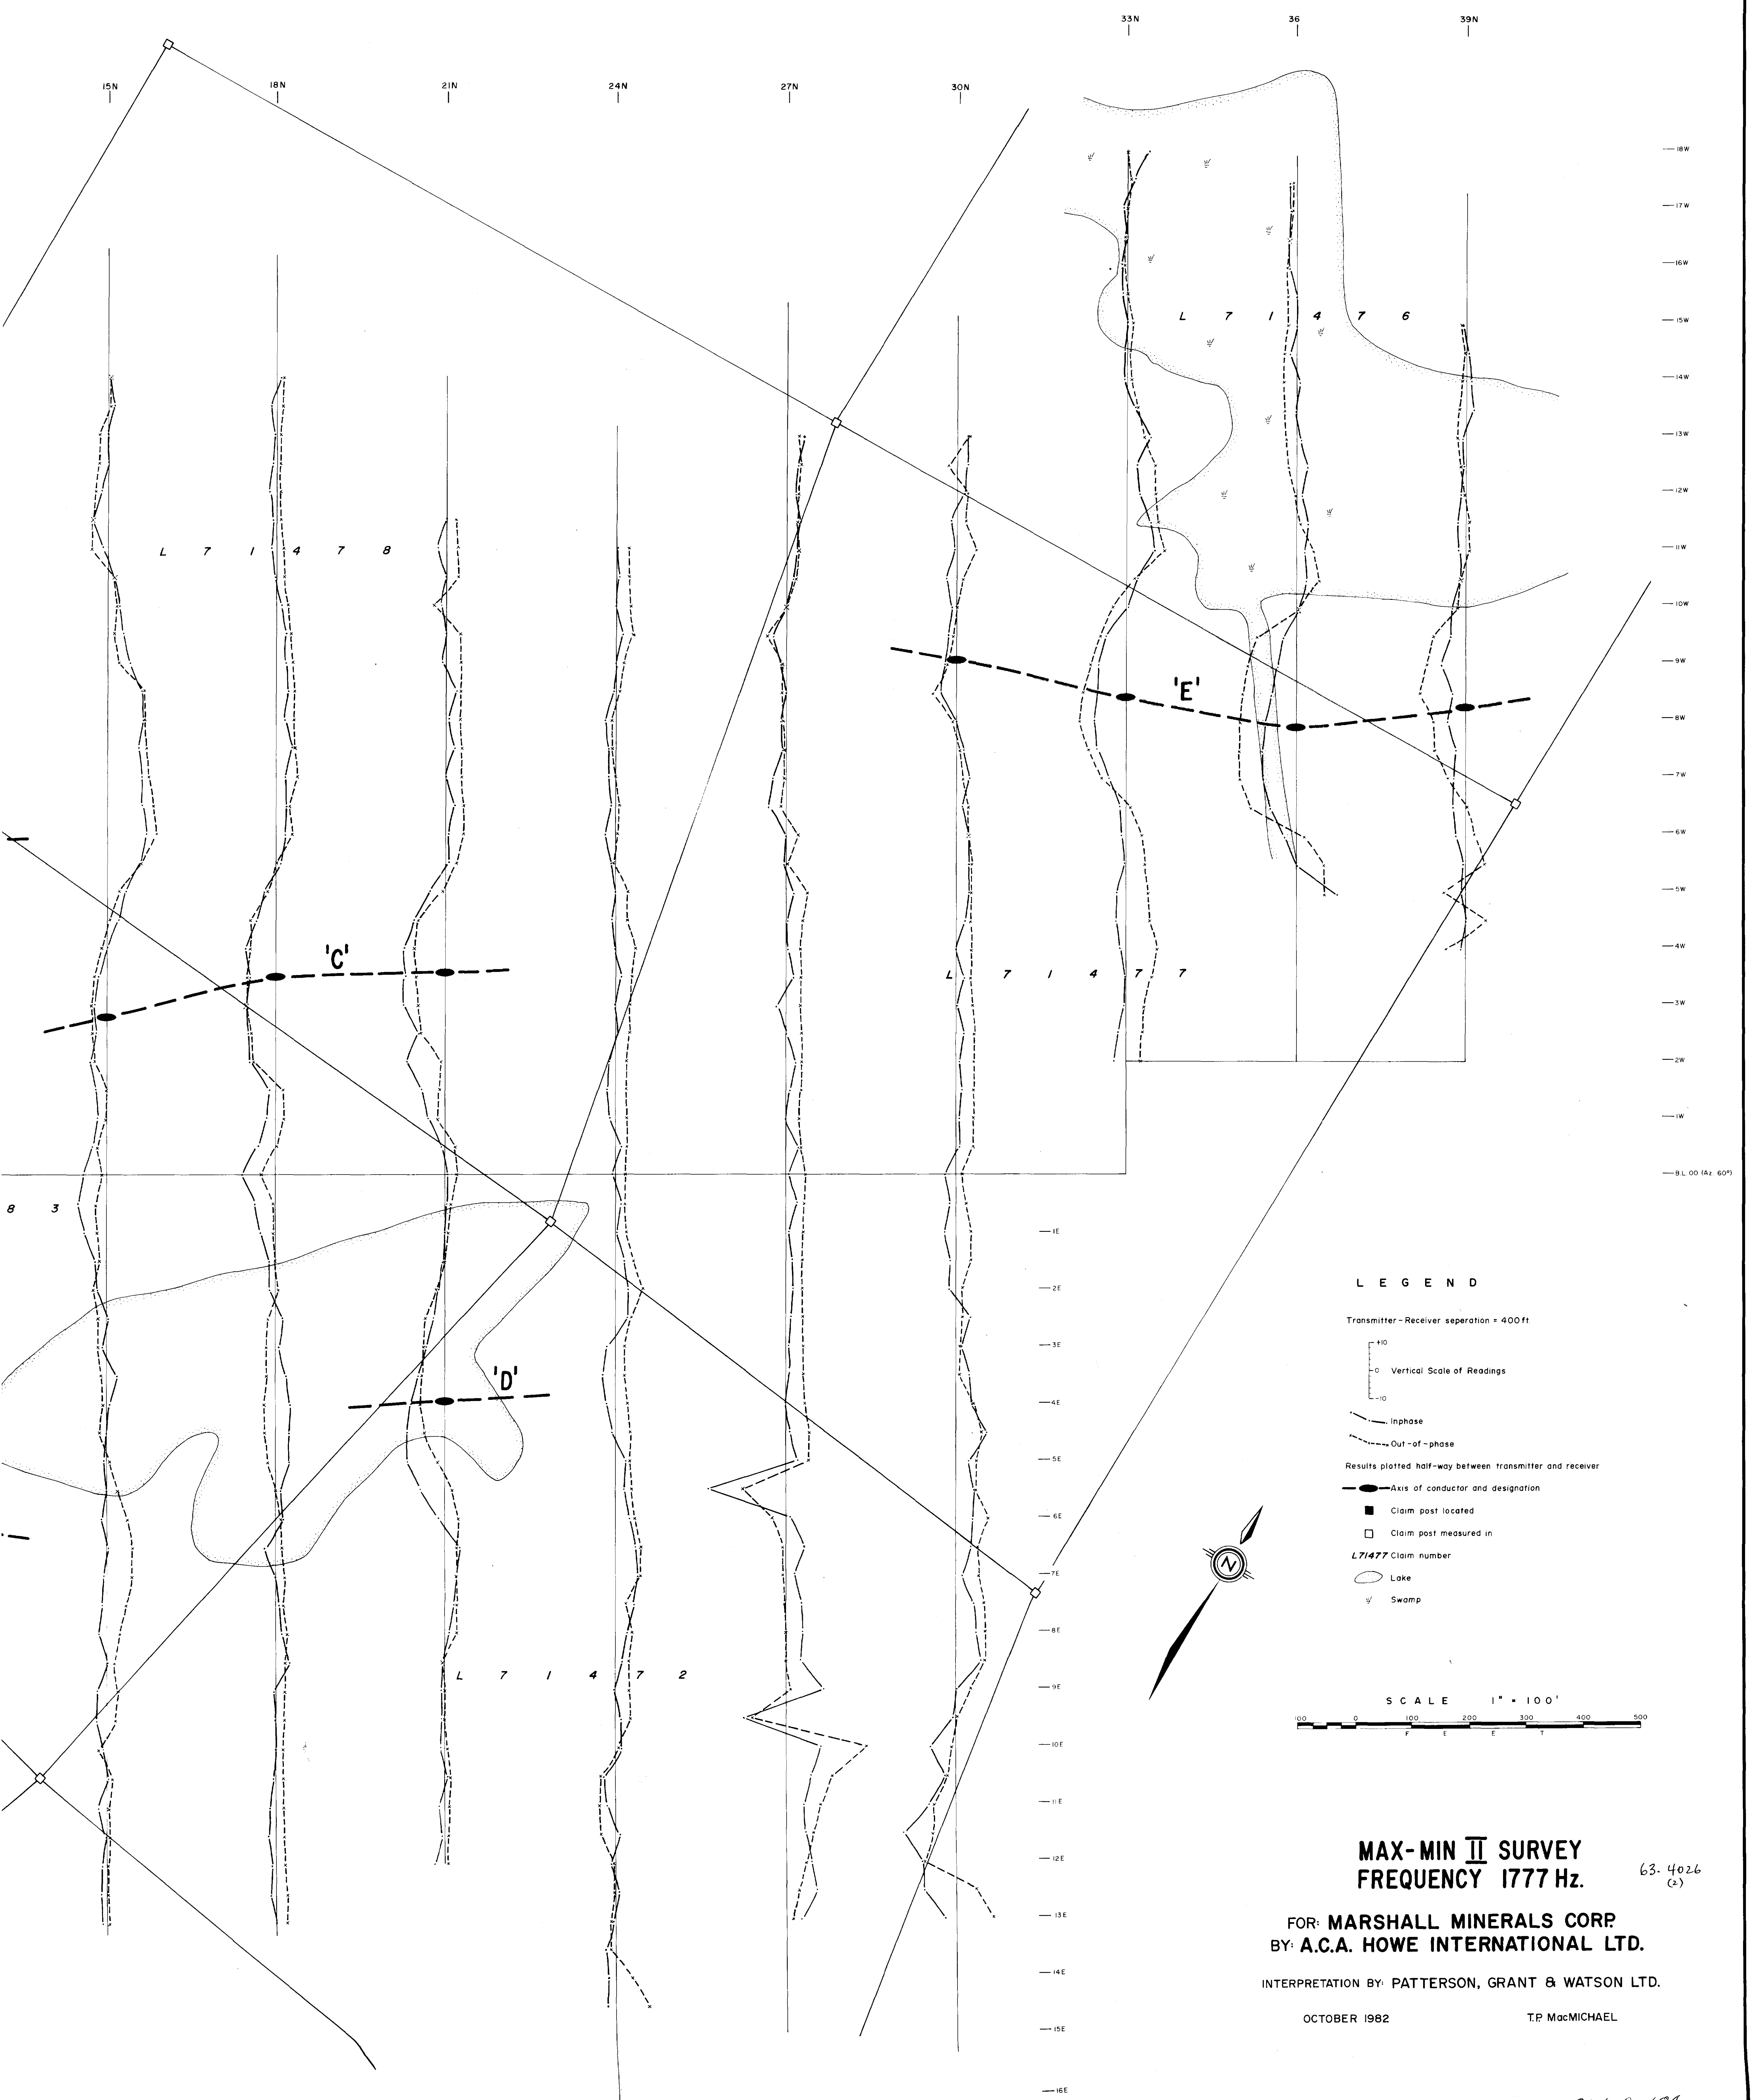 33N 36 39N
15N 18N 21N 24N 27N 30N
18W
17W
16W
L 7 1 4 7 6
15W
14W
13W
12W
L 7 1 4 7 8
11W
10W
9W
'E'
8W
7W
6W
5W
'C'
4W
L 7 1 4 7 7
3W
2W
1W
B.L. 00 (Az. 60°)
8 3
1E
2E
3E
'D'
4E
5E
6E
7E
8E
L 7 1 4 7 2
9E
10E
11E
12E
13E
14E
15E
16E
L E G E N D
Transmitter - Receiver seperation = 400 ft.
+10
0 Vertical Scale of Readings
-10
Inphase
Out-of-phase
Results plotted half-way between transmitter and receiver
Axis of conductor and designation
Claim post located
Claim post measured in
L71477 Claim number
Lake
Swamp
N
S C A L E 1" = 100'
100 0 100 200 300 400 500
F E E T
MAX-MIN II SURVEY
FREQUENCY 1777 Hz.
63.4026
(2)
FOR: MARSHALL MINERALS CORP.
BY: A.C.A. HOWE INTERNATIONAL LTD.
INTERPRETATION BY: PATTERSON, GRANT & WATSON LTD.
OCTOBER 1982 T.P. MacMICHAEL